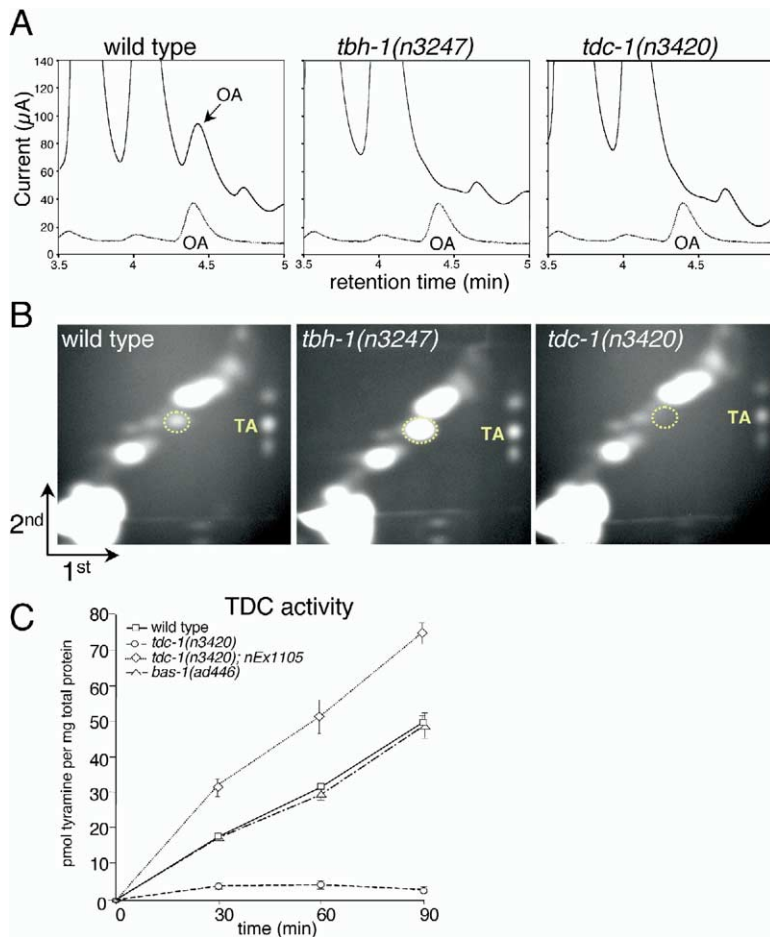 A
wild type
tbh-1(n3247)
tdc-1(n3420)
Current (µA)
140
120
100
80
60
40
20
0
OA
OA
OA
OA
3.5 4 4.5 5
3.5 4 4.5 5
3.5 4 4.5 5
retention time (min)
B
wild type
tbh-1(n3247)
tdc-1(n3420)
TA
TA
TA
2nd
1st
C
TDC activity
wild type
tdc-1(n3420)
tdc-1(n3420); nEx1105
bas-1(ad446)
pmol tyramine per mg total protein
80
70
60
50
40
30
20
10
0
0 30 60 90
time (min)